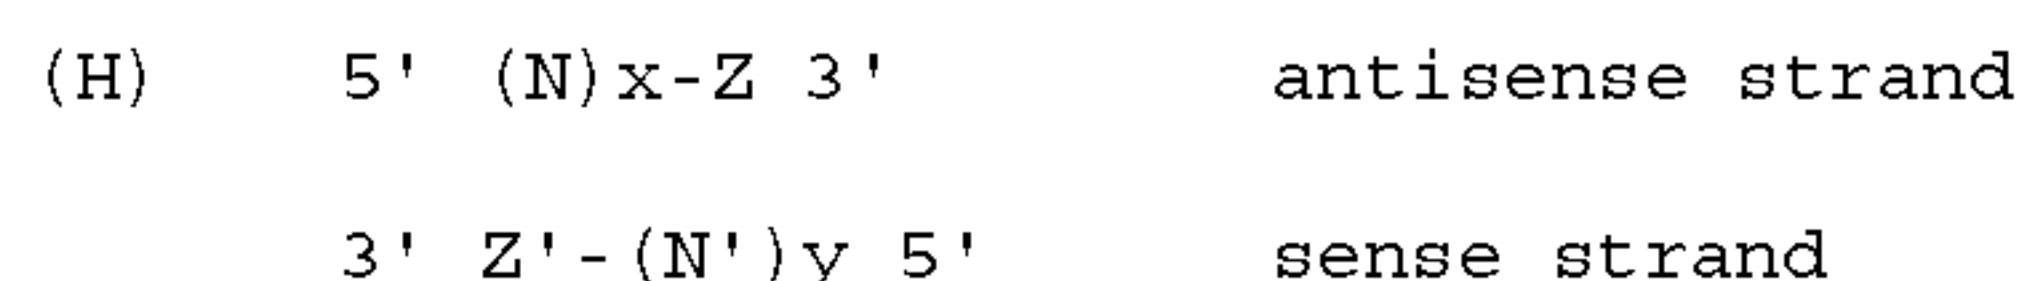 (H) 5' (N)x-Z 3' antisense strand
3' Z'-(N')y 5' sense strand